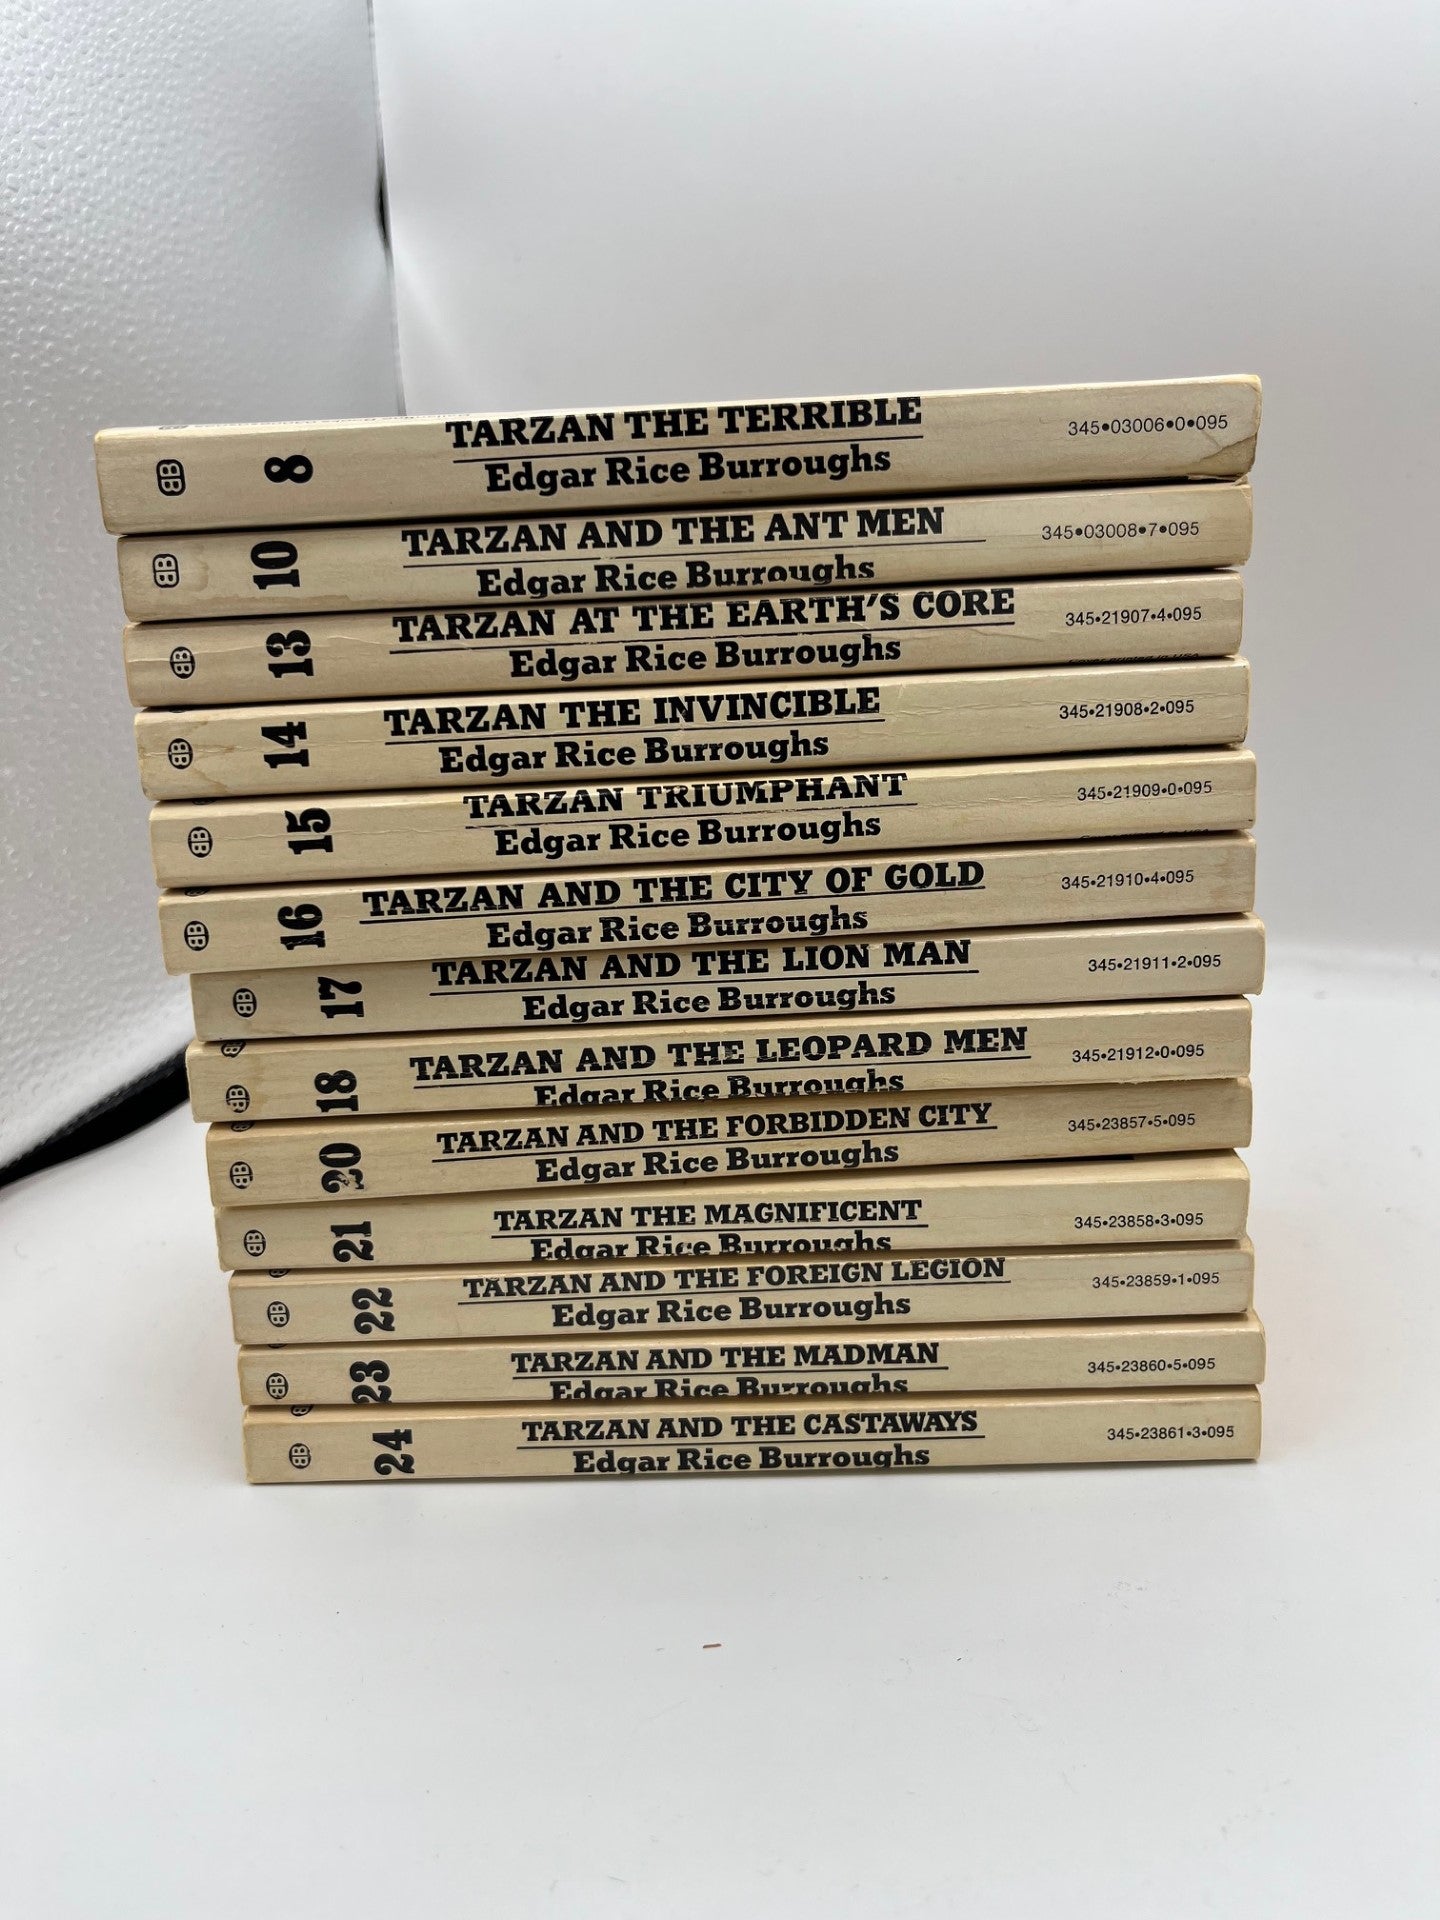 8
TARZAN THE TERRIBLE
Edgar Rice Burroughs
345•03006•0•095
10
TARZAN AND THE ANT MEN
Edgar Rice Burroughs
345•03008•7•095
13
TARZAN AT THE EARTH'S CORE
Edgar Rice Burroughs
345•21907•4•095
14
TARZAN THE INVINCIBLE
Edgar Rice Burroughs
345•21908•2•095
15
TARZAN TRIUMPHANT
Edgar Rice Burroughs
345•21909•0•095
16
TARZAN AND THE CITY OF GOLD
Edgar Rice Burroughs
345•21910•4•095
17
TARZAN AND THE LION MAN
Edgar Rice Burroughs
345•21911•2•095
18
TARZAN AND THE LEOPARD MEN
Edgar Rice Burroughs
345•21912•0•095
20
TARZAN AND THE FORBIDDEN CITY
Edgar Rice Burroughs
345•23857•5•095
21
TARZAN THE MAGNIFICENT
Edgar Rice Burroughs
345•23858•3•095
22
TARZAN AND THE FOREIGN LEGION
Edgar Rice Burroughs
345•23859•1•095
23
TARZAN AND THE MADMAN
Edgar Rice Burroughs
345•23860•5•095
24
TARZAN AND THE CASTAWAYS
Edgar Rice Burroughs
345•23861•3•095